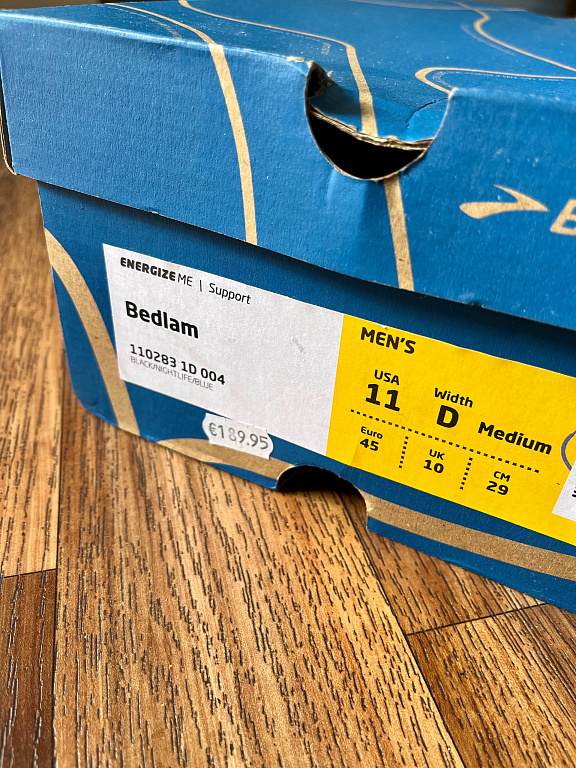 ENERGIZE ME | Support
Bedlam
110283 1D 004
BLACK/NIGHTLIFE/BLUE
€189.95
MEN'S
USA
11
Width
D
Medium
Euro
45
UK
10
CM
29